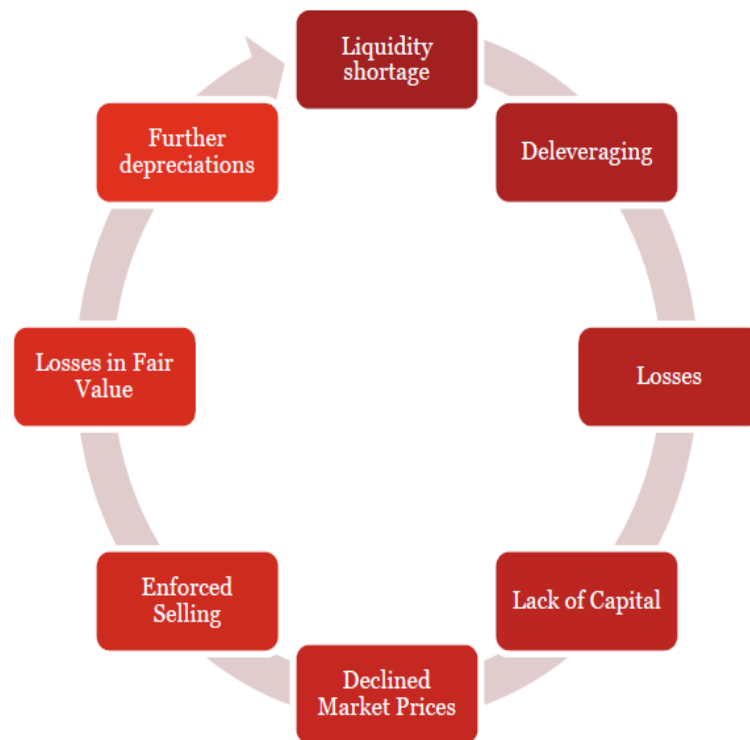 Liquidity
shortage
Deleveraging
Losses
Lack of Capital
Declined
Market Prices
Enforced
Selling
Losses in Fair
Value
Further
depreciations